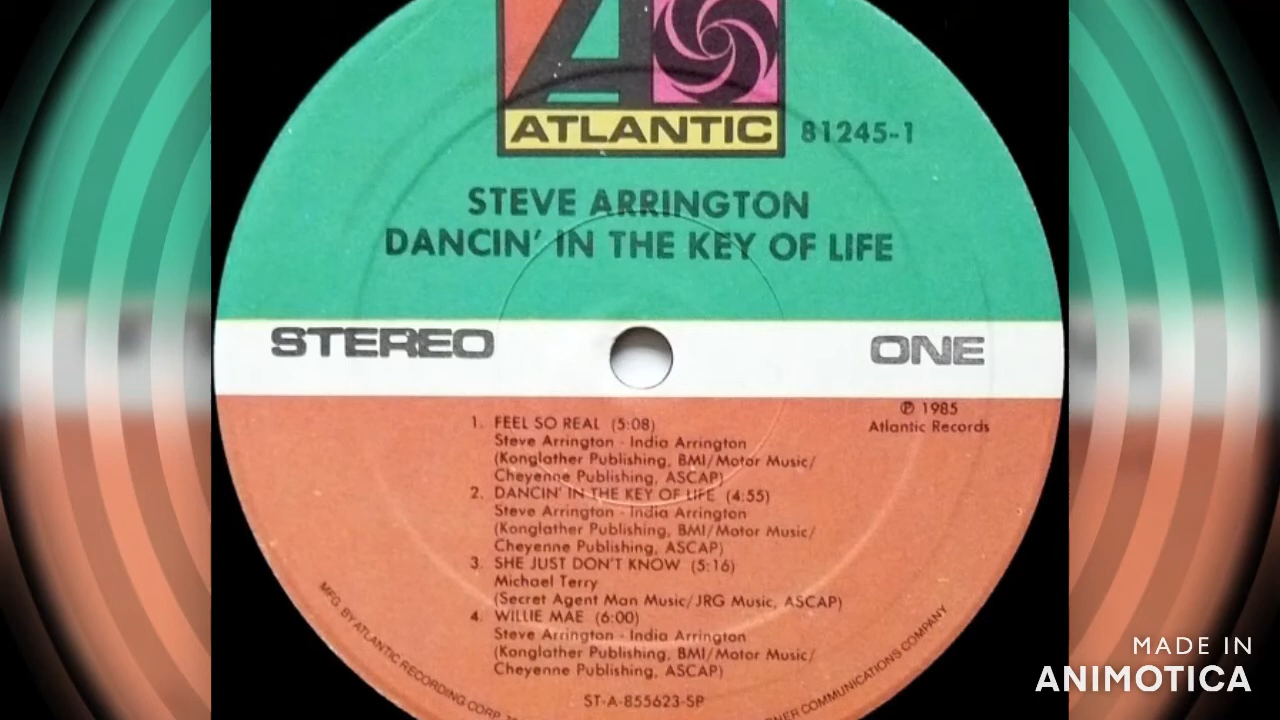 ATLANTIC
81245-1
STEVE ARRINGTON
DANCIN' IN THE KEY OF LIFE
STEREO
ONE
℗ 1985
Atlantic Records
1. FEEL SO REAL (5:08)
Steve Arrington - India Arrington
(Konglather Publishing, BMI/Motor Music/
Cheyenne Publishing, ASCAP)
2. DANCIN' IN THE KEY OF LIFE (4:55)
Steve Arrington - India Arrington
(Konglather Publishing, BMI/Motor Music/
Cheyenne Publishing, ASCAP)
3. SHE JUST DON'T KNOW (5:16)
Michael Terry
(Secret Agent Man Music/JRG Music, ASCAP)
4. WILLIE MAE (6:00)
Steve Arrington - India Arrington
(Konglather Publishing, BMI/Motor Music/
Cheyenne Publishing, ASCAP)
ST-A-855623-SP
MFG. BY ATLANTIC RECORDING CORP.
COMMUNICATIONS COMPANY
MADE IN
ANIMOTICA